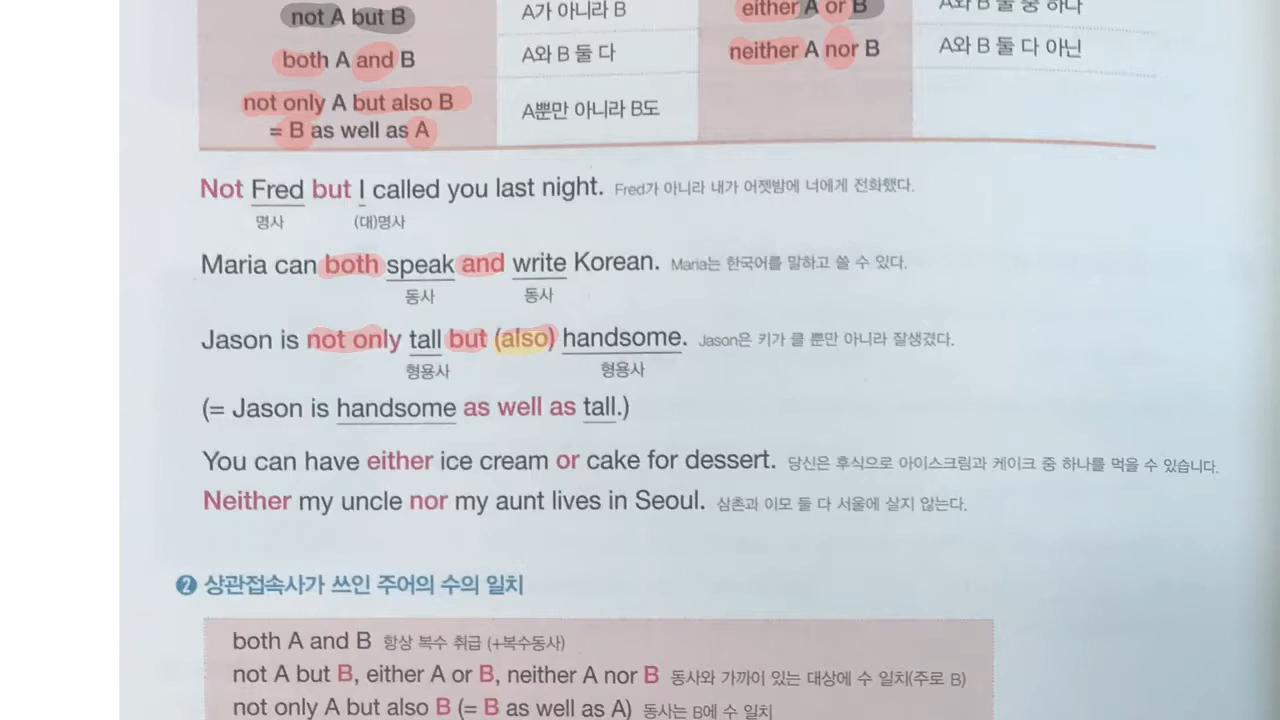 not A but B A가 아니라 B either A or B A와 B 둘 중 하나
both A and B A와 B 둘 다 neither A nor B A와 B 둘 다 아닌
not only A but also B
= B as well as A A뿐만 아니라 B도
Not Fred but I called you last night. Fred가 아니라 내가 어젯밤에 너에게 전화했다.
명사 (대)명사
Maria can both speak and write Korean. Maria는 한국어를 말하고 쓸 수 있다.
동사 동사
Jason is not only tall but (also) handsome. Jason은 키가 클 뿐만 아니라 잘생겼다.
형용사 형용사
(= Jason is handsome as well as tall.)
You can have either ice cream or cake for dessert. 당신은 후식으로 아이스크림과 케이크 중 하나를 먹을 수 있습니다.
Neither my uncle nor my aunt lives in Seoul. 삼촌과 이모 둘 다 서울에 살지 않는다.
❷ 상관접속사가 쓰인 주어의 수의 일치
both A and B 항상 복수 취급 (+복수동사)
not A but B, either A or B, neither A nor B 동사와 가까이 있는 대상에 수 일치(주로 B)
not only A but also B (= B as well as A) 동사는 B에 수 일치